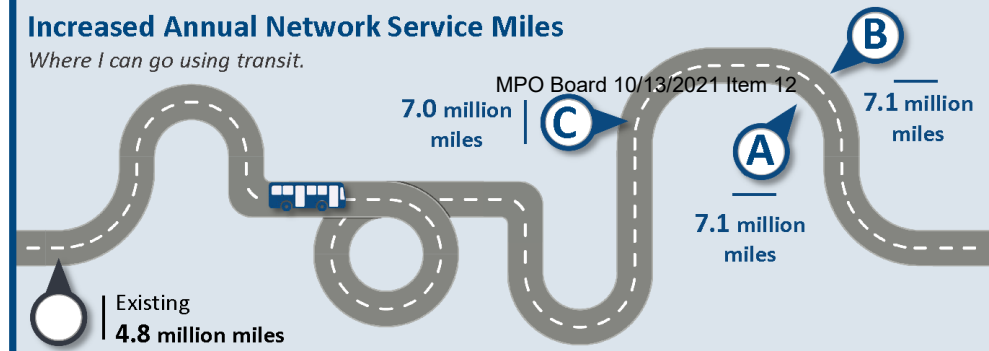 Increased Annual Network Service Miles
Where I can go using transit.
MPO Board 10/13/2021 Item 12
B
7.1 million
miles
7.0 million
miles
C
A
7.1 million
miles
Existing
4.8 million miles